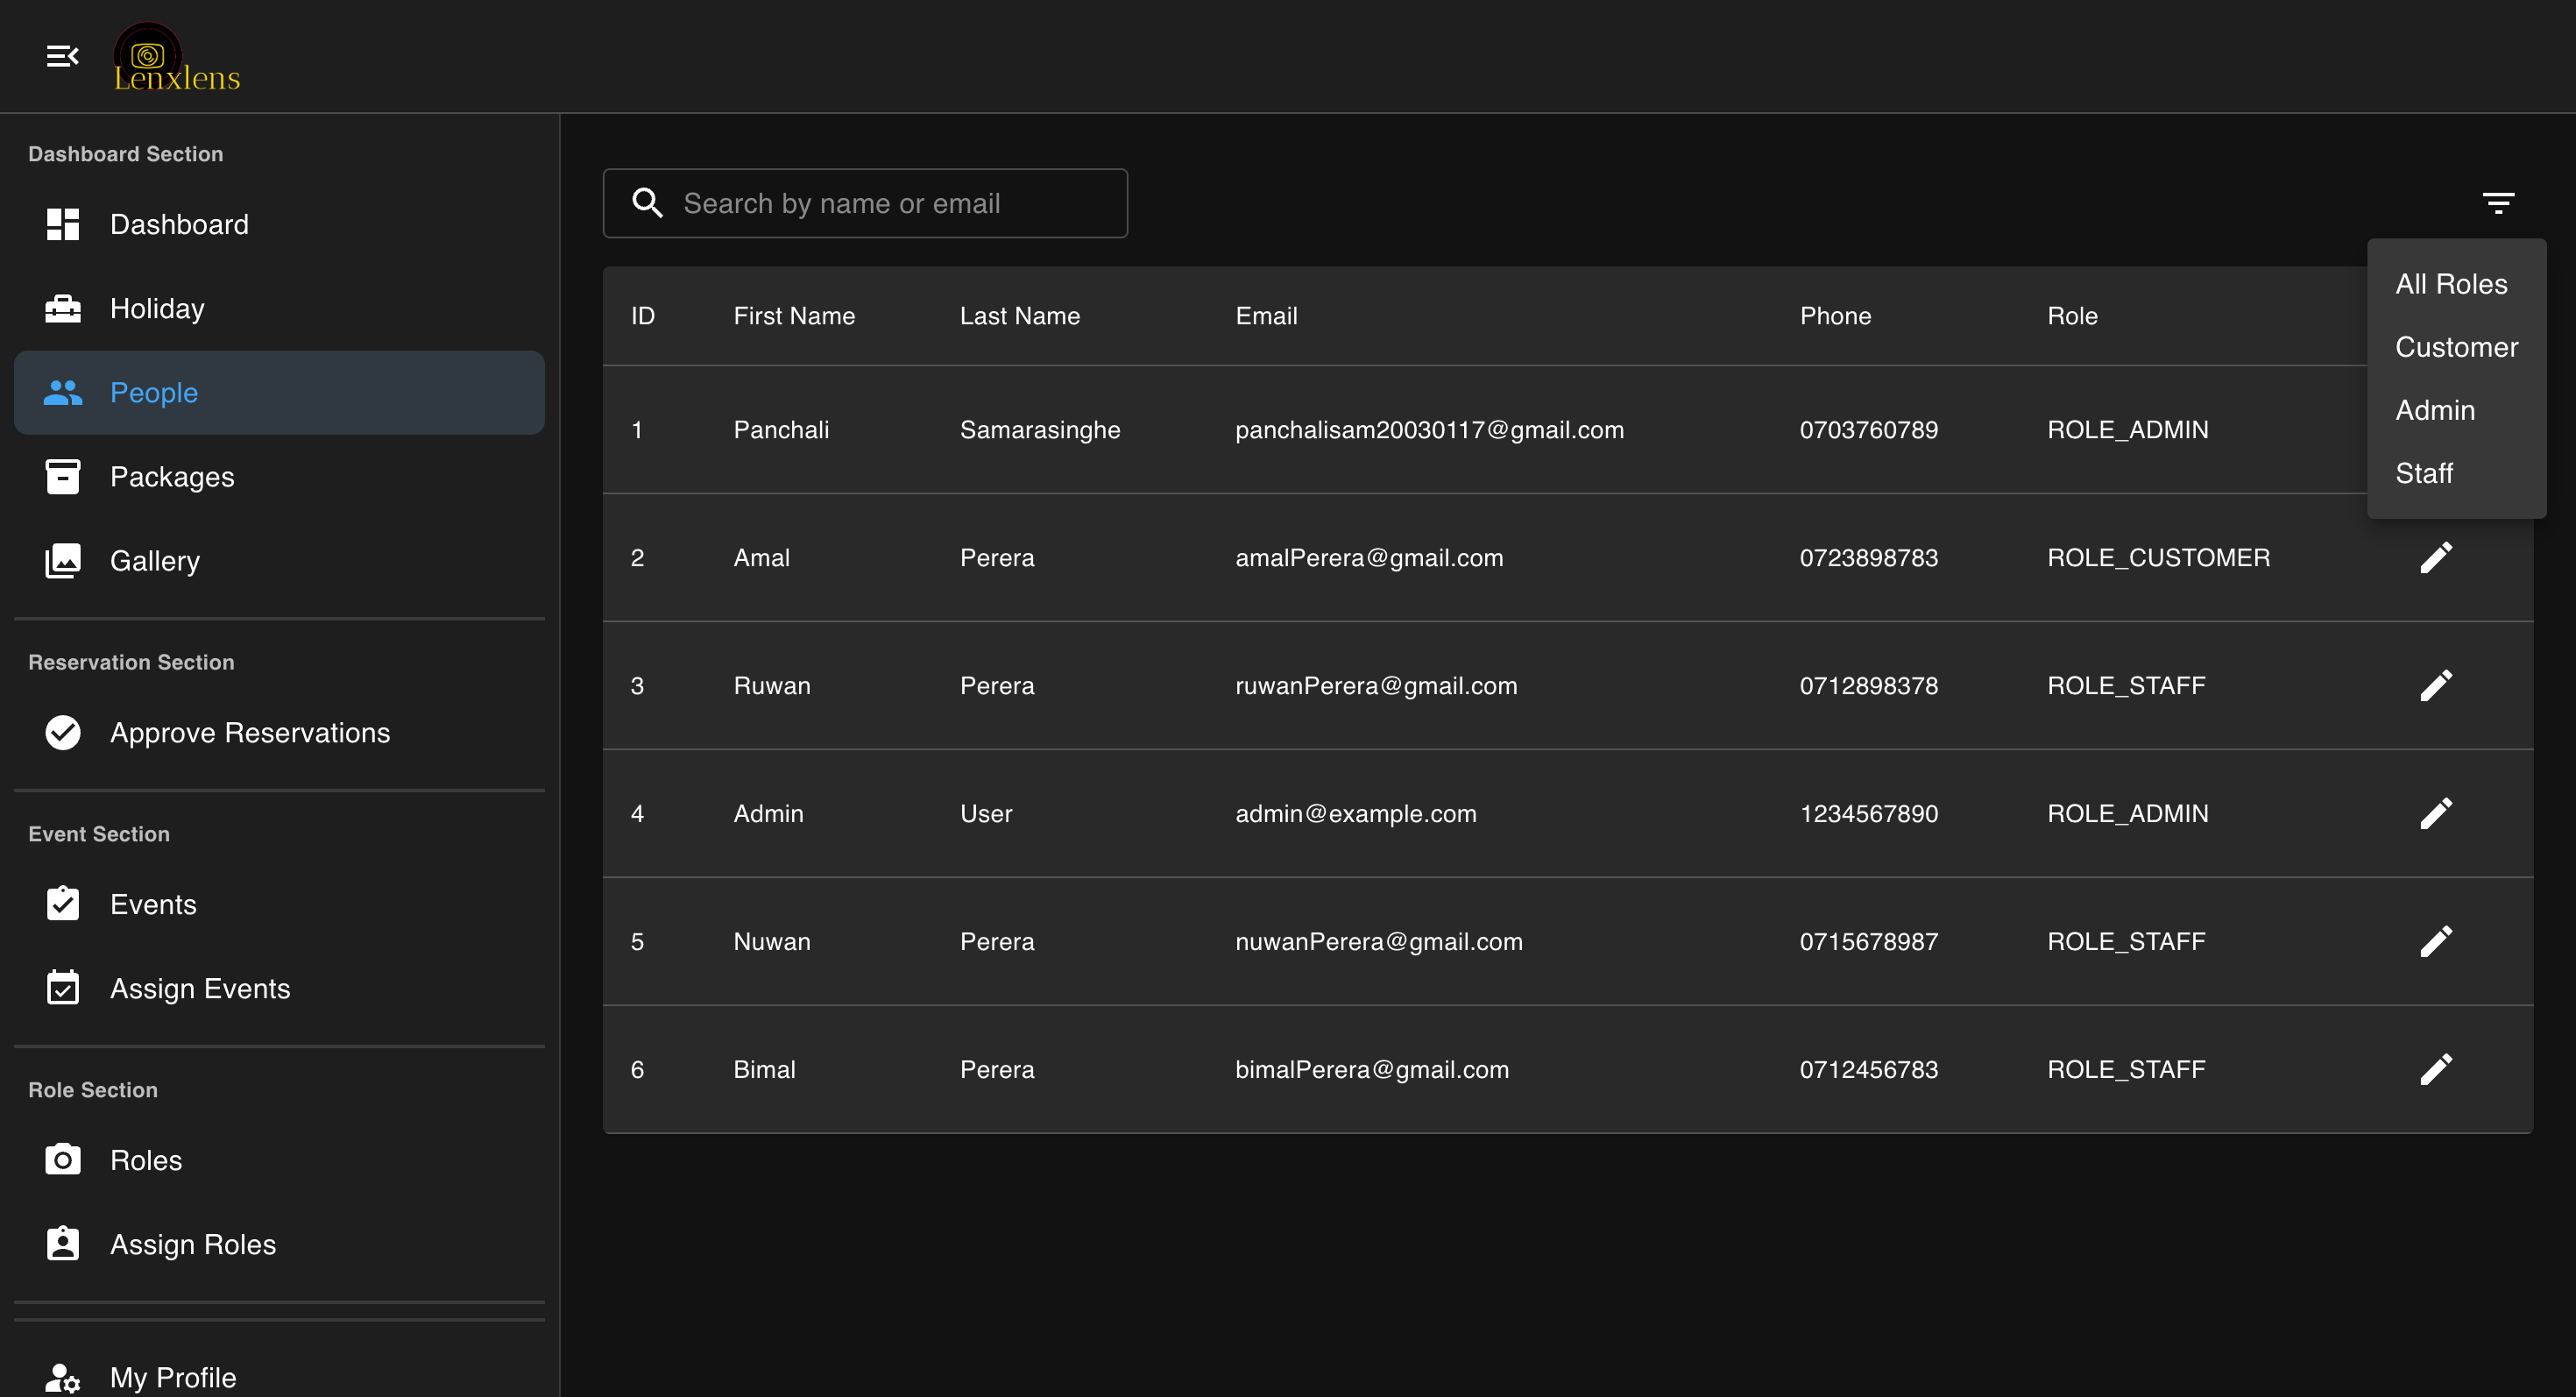 Lenxlens
Dashboard Section
Dashboard
Holiday
People
Packages
Gallery
Reservation Section
Approve Reservations
Event Section
Events
Assign Events
Role Section
Roles
Assign Roles
My Profile
Search by name or email
All Roles
Customer
Admin
Staff
ID First Name Last Name Email Phone Role
1 Panchali Samarasinghe panchalisam20030117@gmail.com 0703760789 ROLE_ADMIN
2 Amal Perera amalPerera@gmail.com 0723898783 ROLE_CUSTOMER
3 Ruwan Perera ruwanPerera@gmail.com 0712898378 ROLE_STAFF
4 Admin User admin@example.com 1234567890 ROLE_ADMIN
5 Nuwan Perera nuwanPerera@gmail.com 0715678987 ROLE_STAFF
6 Bimal Perera bimalPerera@gmail.com 0712456783 ROLE_STAFF